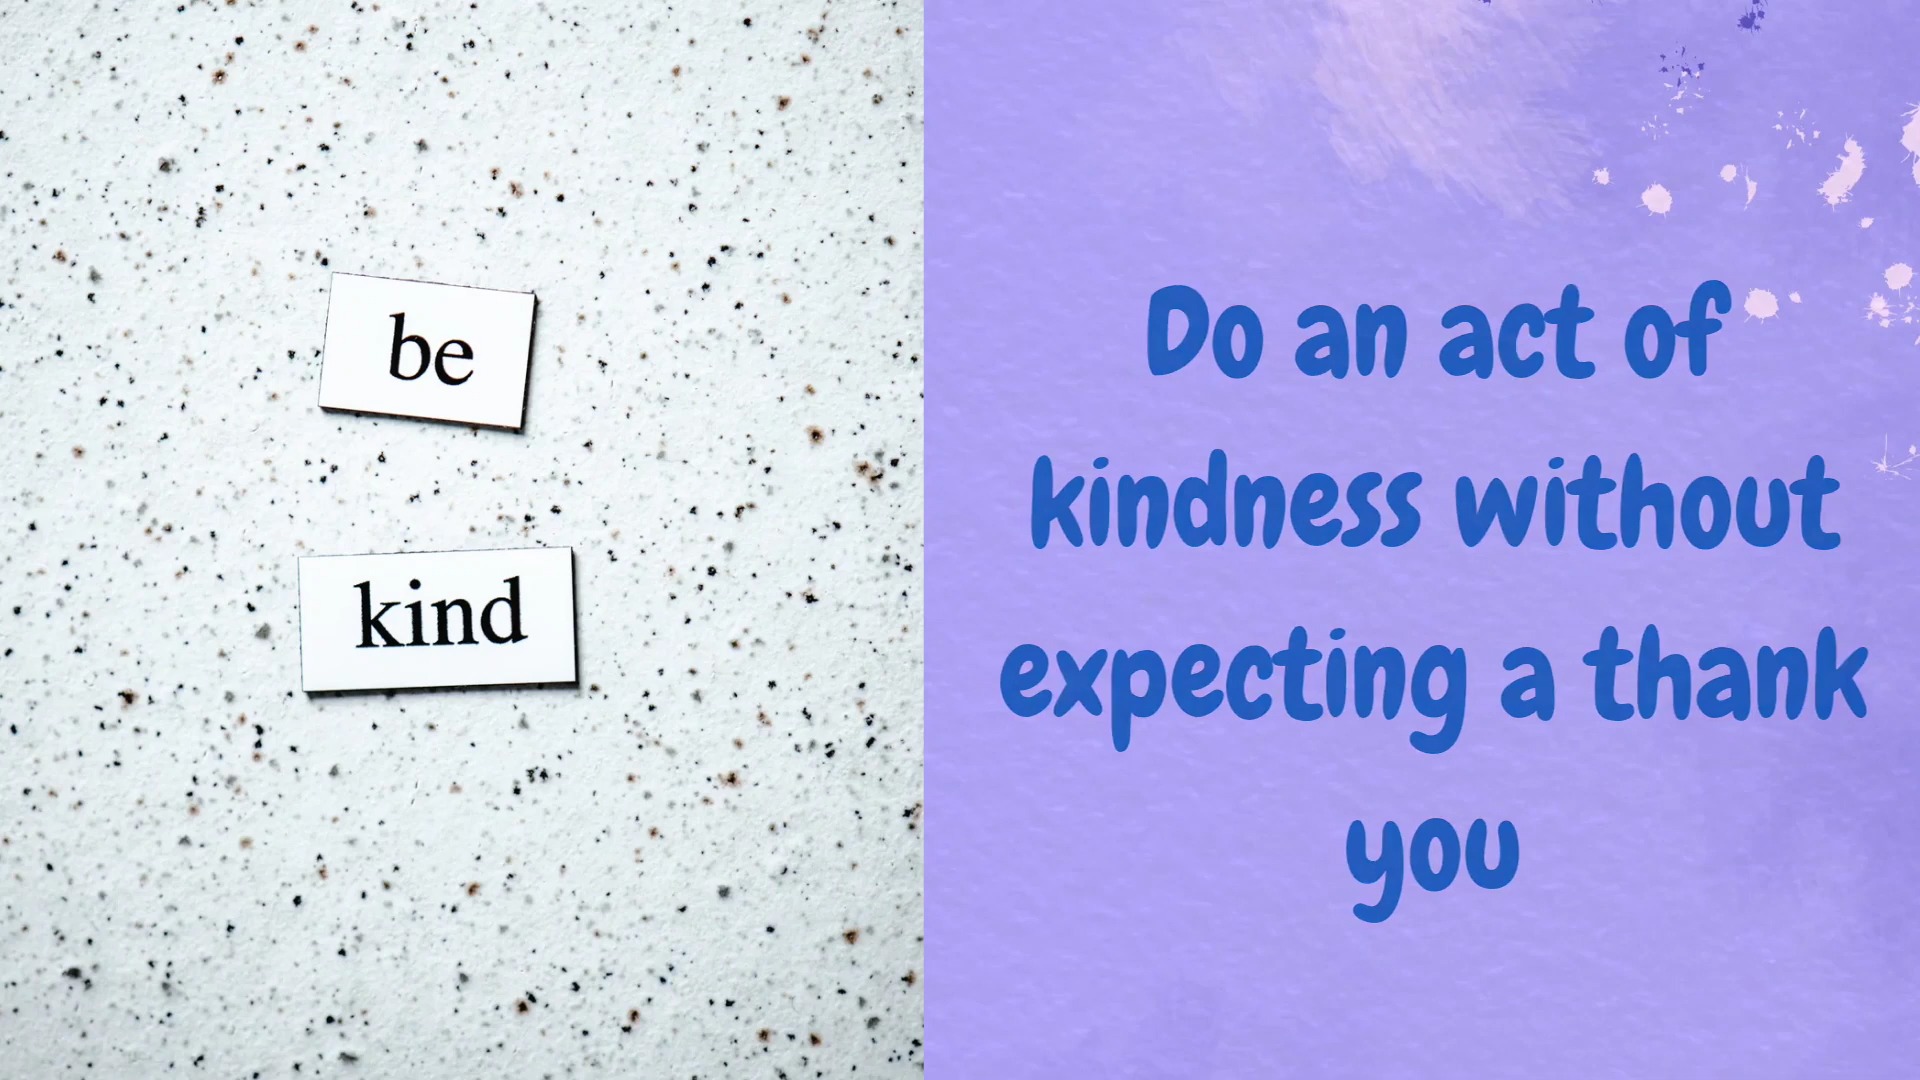 be
kind
Do an act of
kindness without
expecting a thank
you